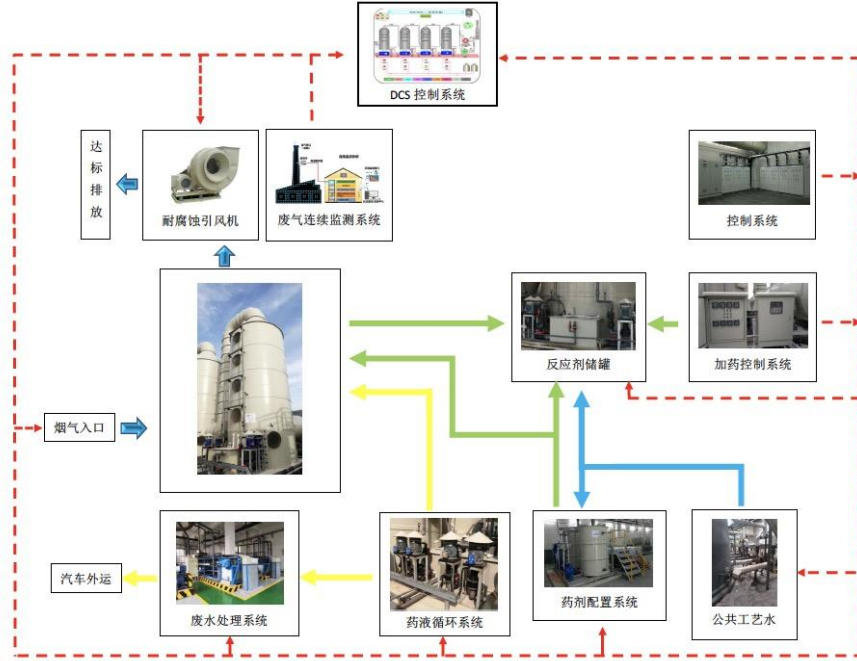 DCS 控制系统
达标排放
耐腐蚀引风机
废气连续监测系统
控制系统
反应剂储罐
加药控制系统
烟气入口
汽车外运
废水处理系统
药液循环系统
药剂配置系统
公共工艺水